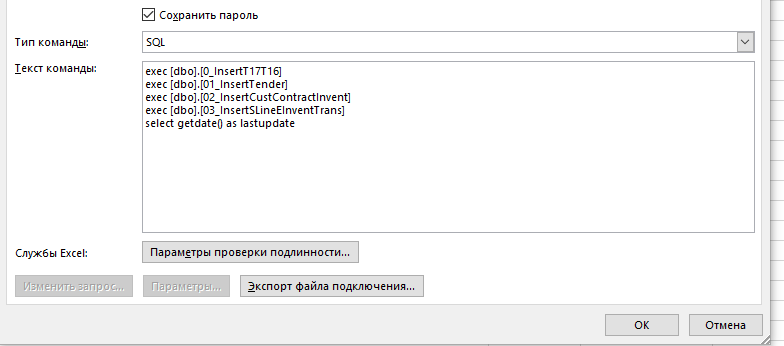 Сохранить пароль
Тип команды:
SQL
Текст команды:
exec [dbo].[0_InsertT17T16]
exec [dbo].[01_InsertTender]
exec [dbo].[02_InsertCustContractInvent]
exec [dbo].[03_InsertSLineEInventTrans]
select getdate() as lastupdate
Службы Excel:
Параметры проверки подлинности...
Изменить запрос...
Параметры...
Экспорт файла подключения...
ОК
Отмена